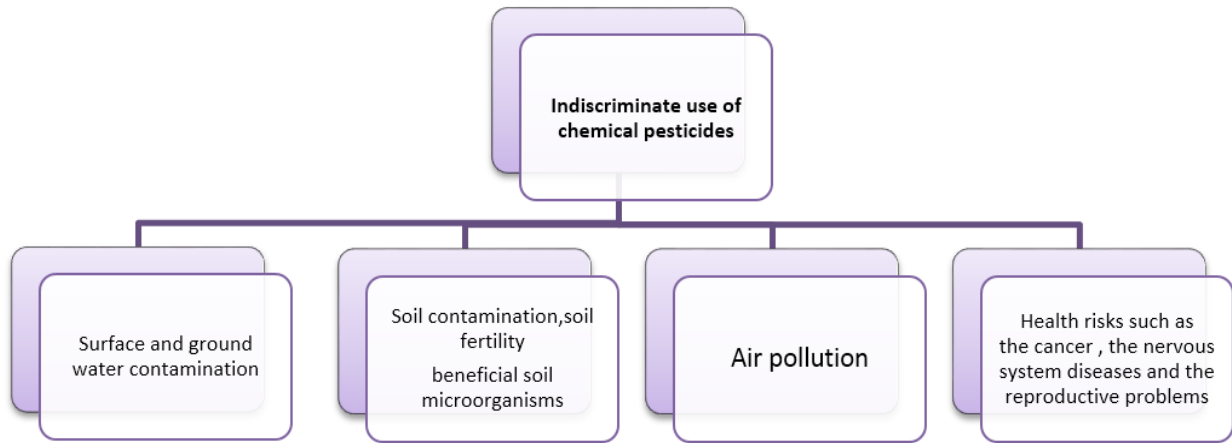 Indiscriminate use of
chemical pesticides
Surface and ground
water contamination
Soil contamination,soil
fertility
beneficial soil
microorganisms
Air pollution
Health risks such as
the cancer , the nervous
system diseases and the
reproductive problems